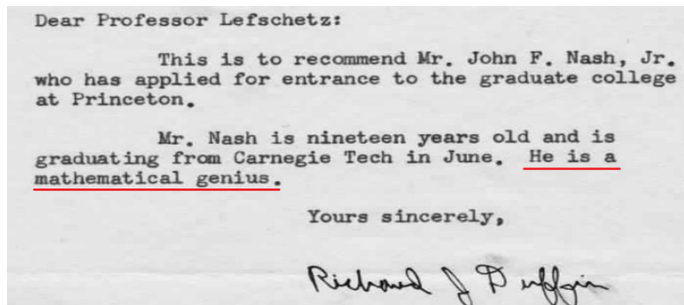 Dear Professor Lefschetz:
This is to recommend Mr. John F. Nash, Jr.
who has applied for entrance to the graduate college
at Princeton.
Mr. Nash is nineteen years old and is
graduating from Carnegie Tech in June. He is a
mathematical genius.
Yours sincerely,
Richard J Duffin